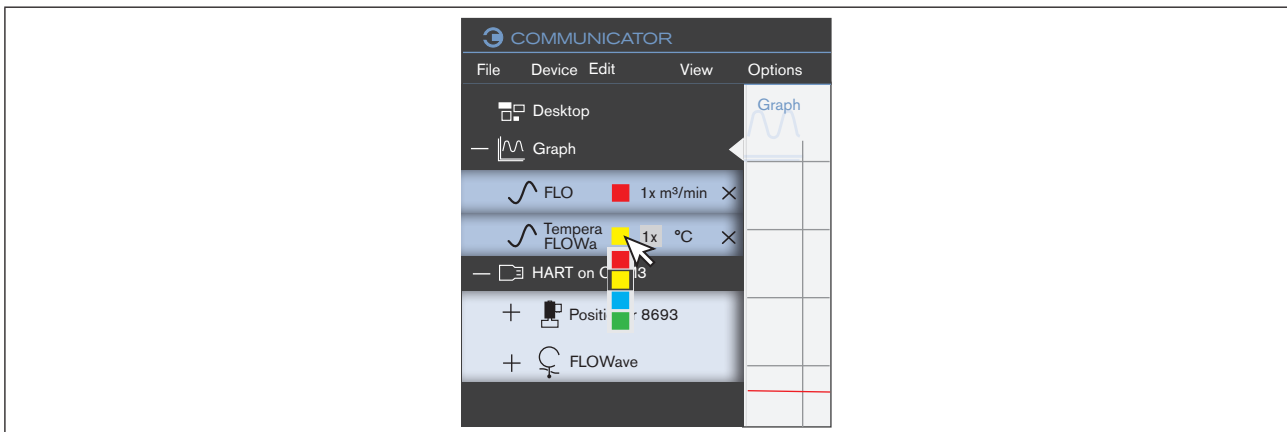 COMMUNICATOR
File Device Edit View Options
Desktop
Graph
Graph
FLO 1x m³/min
Tempera
FLOWa 1x °C
HART on
Positi r 8693
FLOWave